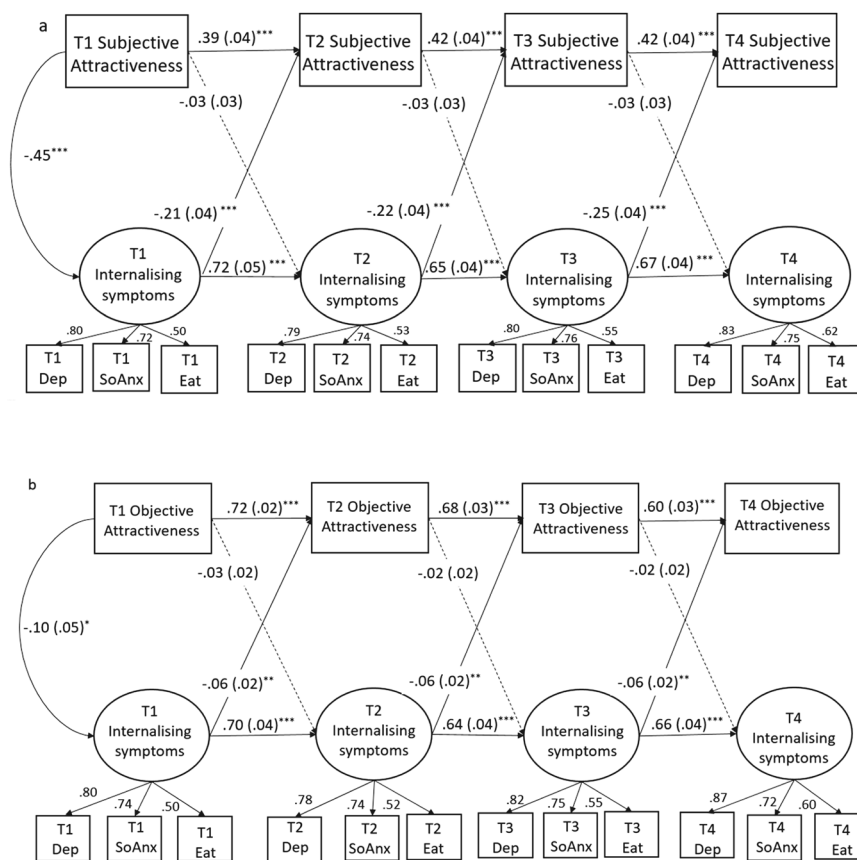 a
T1 Subjective
Attractiveness
.39 (.04)***
T2 Subjective
Attractiveness
.42 (.04)***
T3 Subjective
Attractiveness
.42 (.04)***
T4 Subjective
Attractiveness
-.03 (.03)
-.03 (.03)
-.03 (.03)
-.45***
-.21 (.04)***
-.22 (.04)***
-.25 (.04)***
T1
Internalising
symptoms
.72 (.05)***
T2
Internalising
symptoms
.65 (.04)***
T3
Internalising
symptoms
.67 (.04)***
T4
Internalising
symptoms
.80
.72
.50
.79
.74
.53
.80
.76
.55
.83
.75
.62
T1
Dep
T1
SoAnx
T1
Eat
T2
Dep
T2
SoAnx
T2
Eat
T3
Dep
T3
SoAnx
T3
Eat
T4
Dep
T4
SoAnx
T4
Eat
b
T1 Objective
Attractiveness
.72 (.02)***
T2 Objective
Attractiveness
.68 (.03)***
T3 Objective
Attractiveness
.60 (.03)***
T4 Objective
Attractiveness
-.03 (.02)
-.02 (.02)
-.02 (.02)
-.10 (.05)*
-.06 (.02)**
-.06 (.02)**
-.06 (.02)**
T1
Internalising
symptoms
.70 (.04)***
T2
Internalising
symptoms
.64 (.04)***
T3
Internalising
symptoms
.66 (.04)***
T4
Internalising
symptoms
.80
.74
.50
.78
.74
.52
.82
.75
.55
.87
.72
.60
T1
Dep
T1
SoAnx
T1
Eat
T2
Dep
T2
SoAnx
T2
Eat
T3
Dep
T3
SoAnx
T3
Eat
T4
Dep
T4
SoAnx
T4
Eat